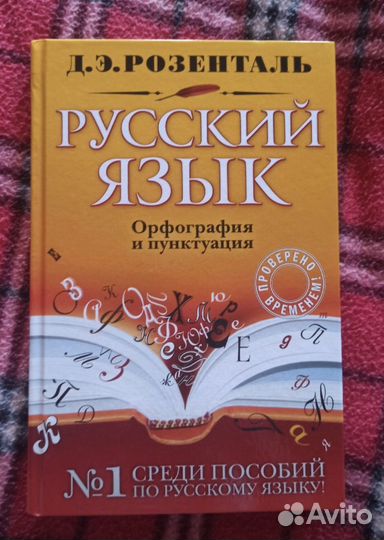 Д.Э.РОЗЕНТАЛЬ
РУССКИЙ
ЯЗЫК
Орфография
и пунктуация
ПРОВЕРЕНО
ВРЕМЕНЕМ!
№1 СРЕДИ ПОСОБИЙ
ПО РУССКОМУ ЯЗЫКУ!
Avito